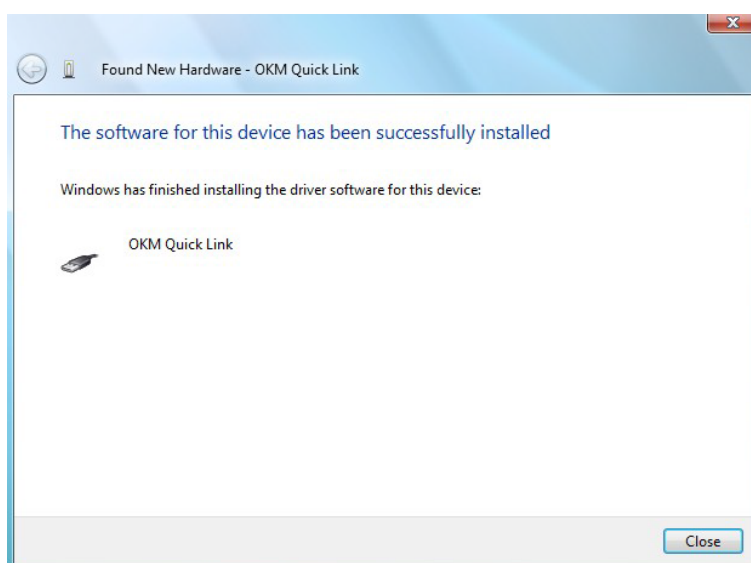 Found New Hardware - OKM Quick Link
The software for this device has been successfully installed
Windows has finished installing the driver software for this device:
OKM Quick Link
Close